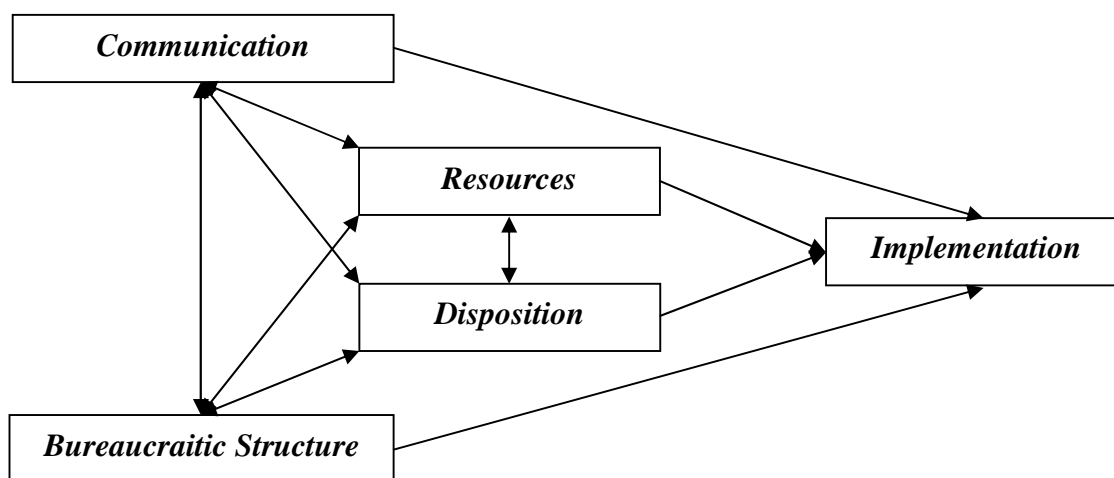 Communication
Resources
Implementation
Disposition
Bureaucraitic Structure